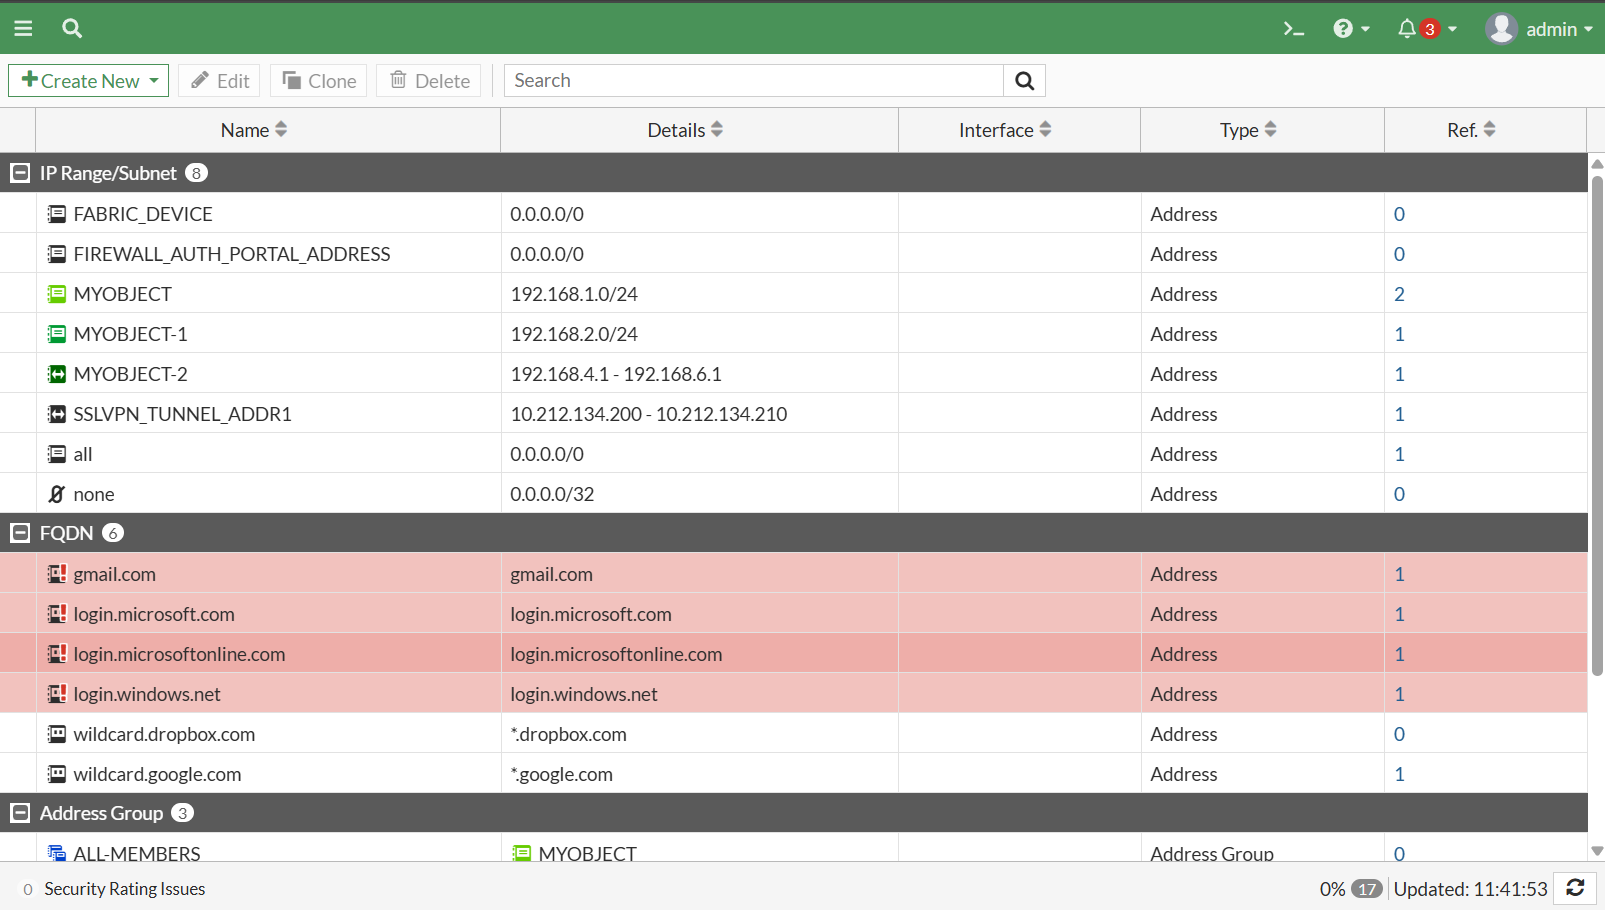 3 admin
Create New Edit Clone Delete Search
Name Details Interface Type Ref.
IP Range/Subnet 8
FABRIC_DEVICE 0.0.0.0/0 Address 0
FIREWALL_AUTH_PORTAL_ADDRESS 0.0.0.0/0 Address 0
MYOBJECT 192.168.1.0/24 Address 2
MYOBJECT-1 192.168.2.0/24 Address 1
MYOBJECT-2 192.168.4.1 - 192.168.6.1 Address 1
SSLVPN_TUNNEL_ADDR1 10.212.134.200 - 10.212.134.210 Address 1
all 0.0.0.0/0 Address 1
none 0.0.0.0/32 Address 0
FQDN 6
gmail.com gmail.com Address 1
login.microsoft.com login.microsoft.com Address 1
login.microsoftonline.com login.microsoftonline.com Address 1
login.windows.net login.windows.net Address 1
wildcard.dropbox.com *.dropbox.com Address 0
wildcard.google.com *.google.com Address 1
Address Group 3
ALL-MEMBERS MYOBJECT Address Group 0
0 Security Rating Issues 0% 17 Updated: 11:41:53